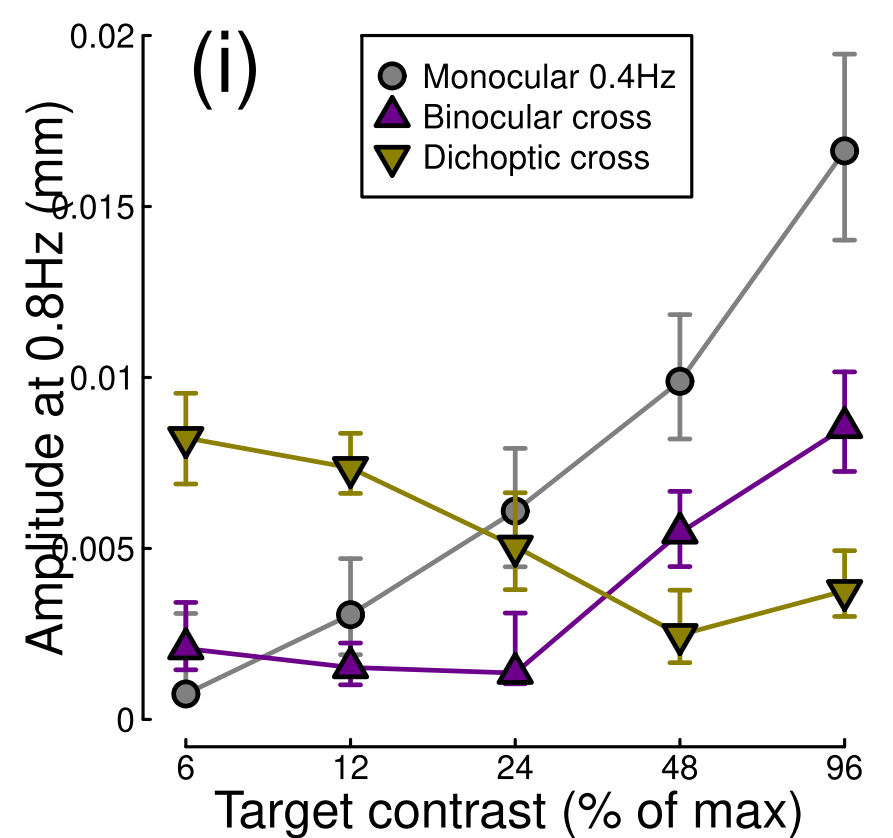 (i)
Monocular 0.4Hz
Binocular cross
Dichoptic cross
Amplitude at 0.8Hz (mm)
0.02
0.015
0.01
0.005
0
6 12 24 48 96
Target contrast (% of max)